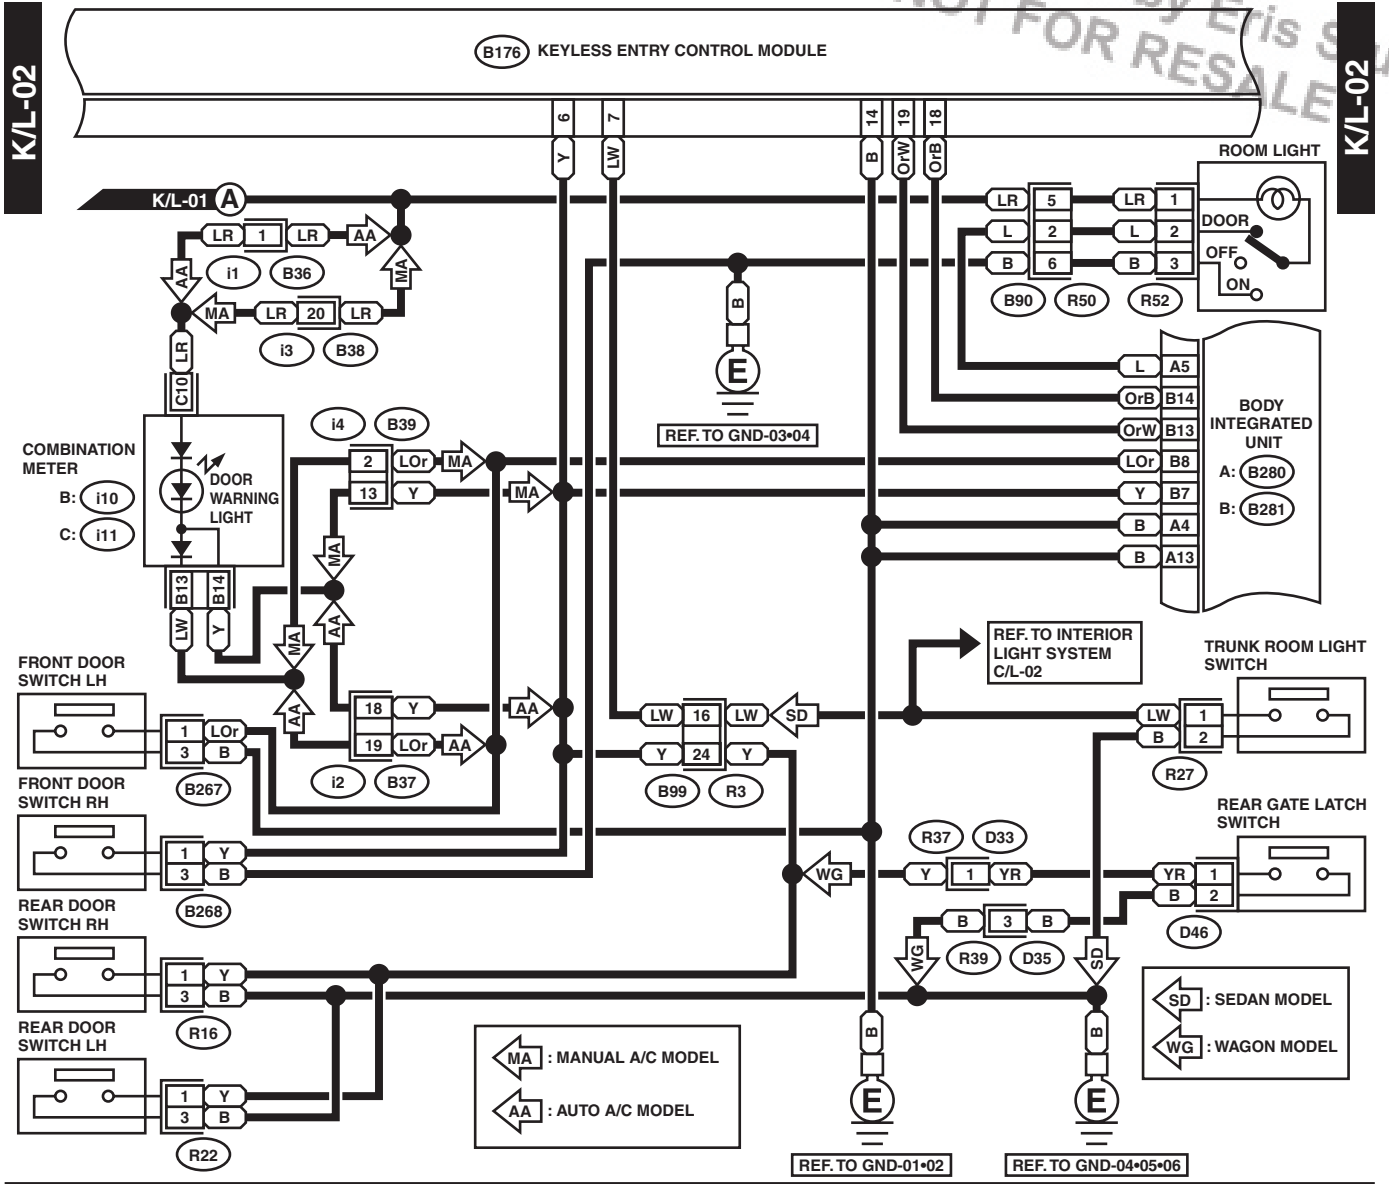 by Eris Stu
NOT FOR RESALE
K/L-02
K/L-02
B176 KEYLESS ENTRY CONTROL MODULE
6 7 14 19 18
Y LW B OrW OrB
ROOM LIGHT
K/L-01 A
LR 5 LR 1
L 2 L 2
B 6 B 3
DOOR
OFF
ON
B90 R50 R52
LR 1 LR AA
i1 B36
AA
MA
MA LR 20 LR
i3 B38
LR
C10
B
E
REF. TO GND-03•04
L A5
OrB B14
OrW B13
LOr B8
Y B7
B A4
B A13
BODY
INTEGRATED
UNIT
A: B280
B: B281
COMBINATION
METER
B: i10
C: i11
DOOR
WARNING
LIGHT
i4 B39
2 LOr MA
13 Y MA
MA
AA
B13 B14
LW Y
MA
AA
18 Y AA
19 LOr AA
i2 B37
REF. TO INTERIOR
LIGHT SYSTEM
C/L-02
LW 16 LW SD
Y 24 Y
B99 R3
TRUNK ROOM LIGHT
SWITCH
LW 1
B 2
R27
FRONT DOOR
SWITCH LH
1 LOr
3 B
B267
FRONT DOOR
SWITCH RH
1 Y
3 B
B268
REAR DOOR
SWITCH RH
1 Y
3 B
R16
REAR DOOR
SWITCH LH
1 Y
3 B
R22
REAR GATE LATCH
SWITCH
R37 D33
WG Y 1 YR
YR 1
B 2
D46
B 3 B
R39 D35
WG
SD
MA : MANUAL A/C MODEL
AA : AUTO A/C MODEL
SD : SEDAN MODEL
WG : WAGON MODEL
B
E
REF. TO GND-01•02
B
E
REF. TO GND-04•05•06